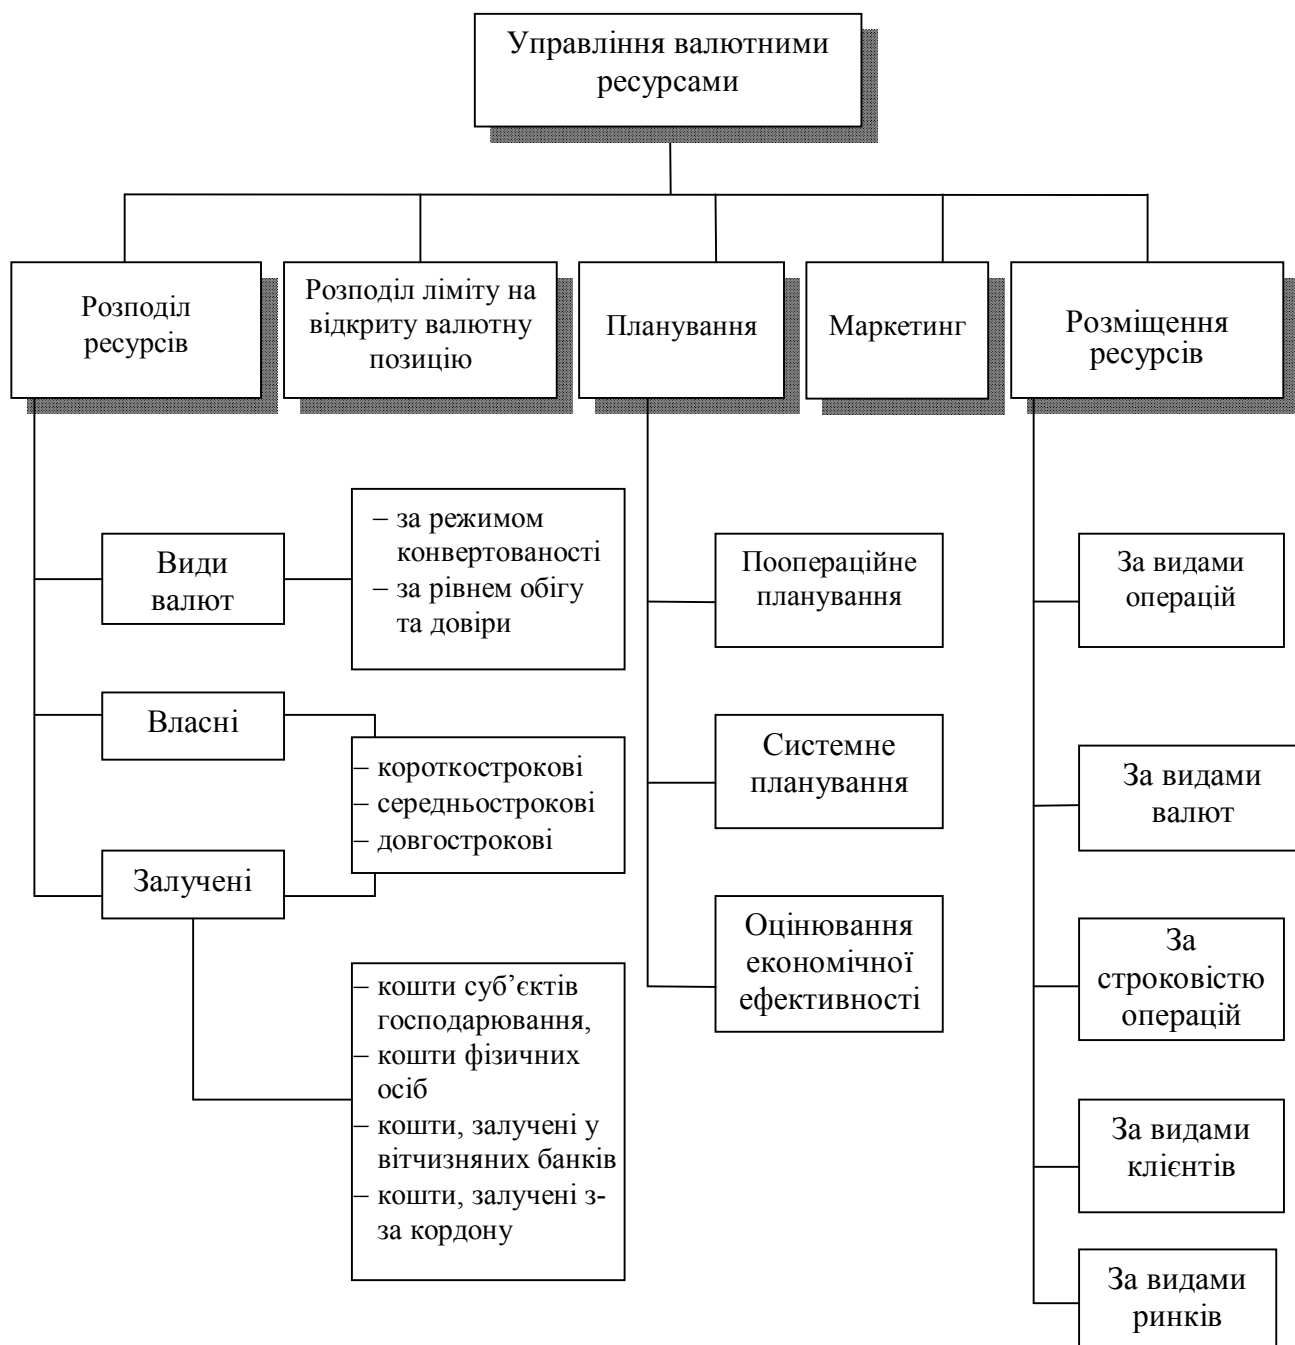 Управління валютними
ресурсами
Розподіл
ресурсів
Розподіл ліміту на
відкриту валютну
позицію
Планування
Маркетинг
Розміщення
ресурсів
Види
валют
– за режимом
конвертованості
– за рівнем обігу
та довіри
Власні
– короткострокові
– середньострокові
– довгострокові
Залучені
– кошти суб’єктів
господарювання,
– кошти фізичних
осіб
– кошти, залучені у
вітчизняних банків
– кошти, залучені з-
за кордону
Поопераційне
планування
Системне
планування
Оцінювання
економічної
ефективності
За видами
операцій
За видами
валют
За
строковістю
операцій
За видами
клієнтів
За видами
ринків